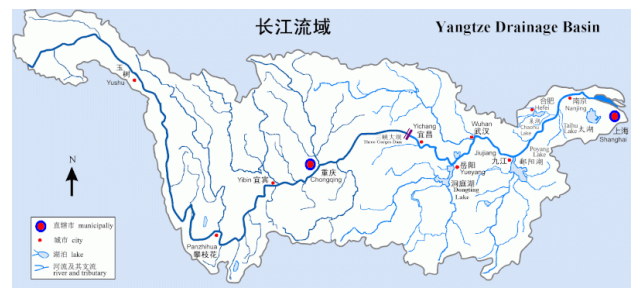 长江流域
Yangtze Drainage Basin
玉树
Yushu
合肥
Hefei
南京
Nanjing
巢湖
Chaohu
Lake
Taihu
Lake
太湖
上海
Shanghai
Yichang
宜昌
峡大坝
Three Gorges Dam
Wuhan
武汉
Jiujiang
九江
Poyang
Lake
鄱阳湖
岳阳
Yueyang
洞庭湖
Dongting
Lake
重庆
Chongqing
Yibin 宜宾
N
Panzhihua
攀枝花
直辖市 municipality
城市 city
湖泊 lake
河流及其支流
river and tributary